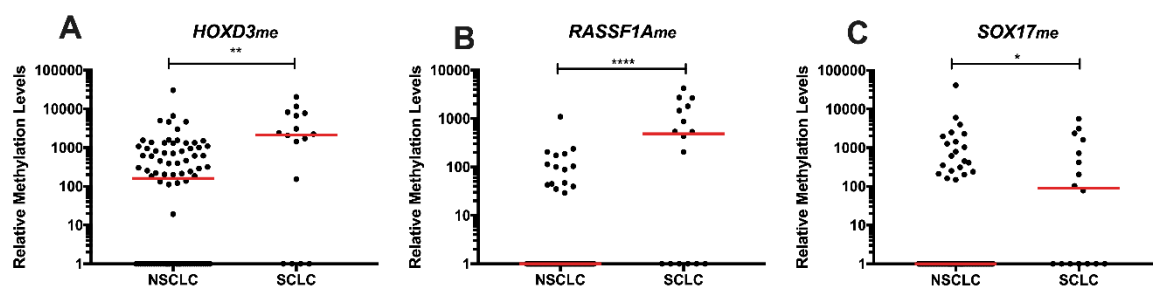 A
HOXD3me
**
Relative Methylation Levels
100000
10000
1000
100
10
1
NSCLC
SCLC
B
RASSF1Ame
****
Relative Methylation Levels
10000
1000
100
10
1
NSCLC
SCLC
C
SOX17me
*
Relative Methylation Levels
100000
10000
1000
100
10
1
NSCLC
SCLC